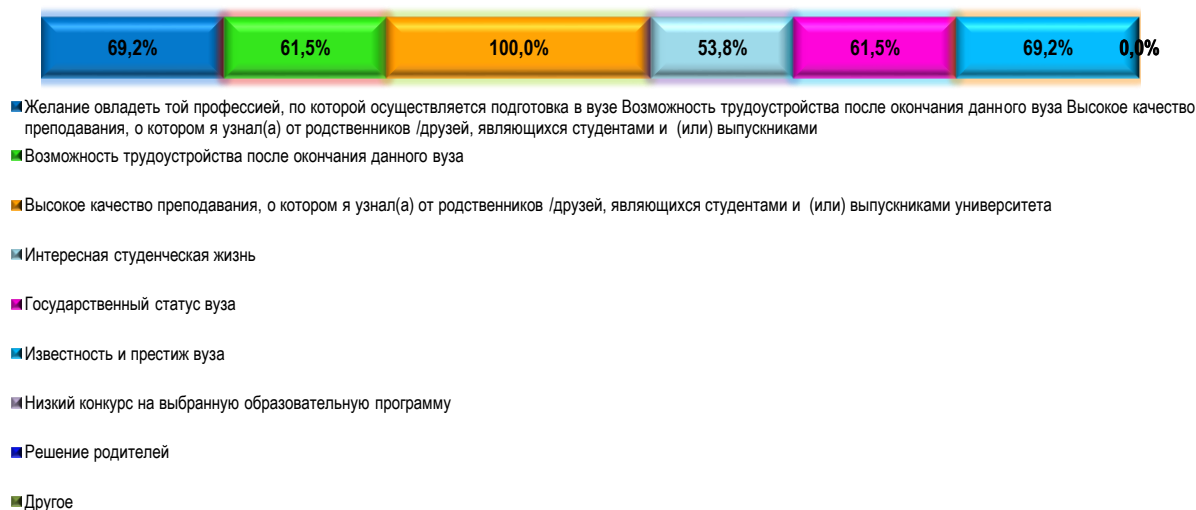 69,2% 61,5% 100,0% 53,8% 61,5% 69,2% 0,0%
Желание овладеть той профессией, по которой осуществляется подготовка в вузе Возможность трудоустройства после окончания данного вуза Высокое качество
преподавания, о котором я узнал(а) от родственников /друзей, являющихся студентами и (или) выпускниками
Возможность трудоустройства после окончания данного вуза
Высокое качество преподавания, о котором я узнал(а) от родственников /друзей, являющихся студентами и (или) выпускниками университета
Интересная студенческая жизнь
Государственный статус вуза
Известность и престиж вуза
Низкий конкурс на выбранную образовательную программу
Решение родителей
Другое